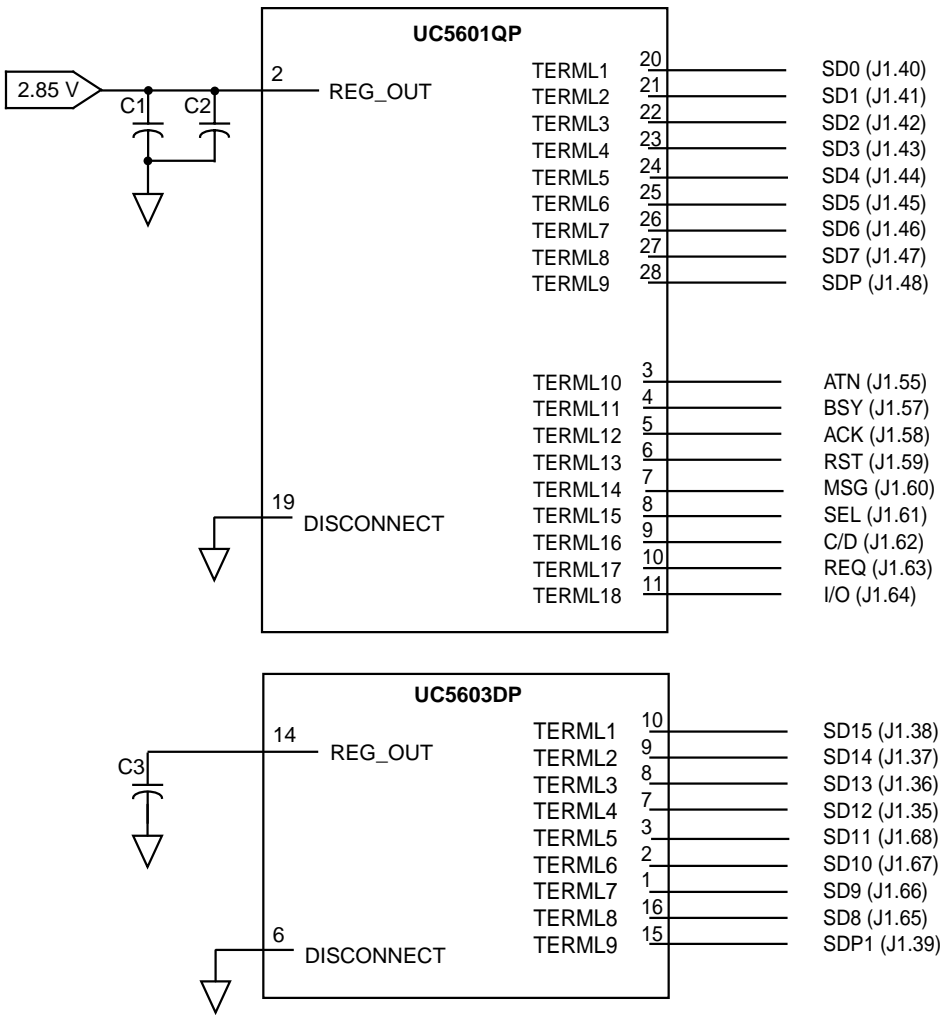 UC5601QP
2.85 V
C1
C2
2
REG_OUT
TERML1 20 SD0 (J1.40)
TERML2 21 SD1 (J1.41)
TERML3 22 SD2 (J1.42)
TERML4 23 SD3 (J1.43)
TERML5 24 SD4 (J1.44)
TERML6 25 SD5 (J1.45)
TERML7 26 SD6 (J1.46)
TERML8 27 SD7 (J1.47)
TERML9 28 SDP (J1.48)
TERML10 3 ATN (J1.55)
TERML11 4 BSY (J1.57)
TERML12 5 ACK (J1.58)
TERML13 6 RST (J1.59)
TERML14 7 MSG (J1.60)
19
DISCONNECT
TERML15 8 SEL (J1.61)
TERML16 9 C/D (J1.62)
TERML17 10 REQ (J1.63)
TERML18 11 I/O (J1.64)
UC5603DP
C3
14
REG_OUT
TERML1 10 SD15 (J1.38)
TERML2 9 SD14 (J1.37)
TERML3 8 SD13 (J1.36)
TERML4 7 SD12 (J1.35)
TERML5 3 SD11 (J1.68)
TERML6 2 SD10 (J1.67)
TERML7 1 SD9 (J1.66)
TERML8 16 SD8 (J1.65)
TERML9 15 SDP1 (J1.39)
6
DISCONNECT